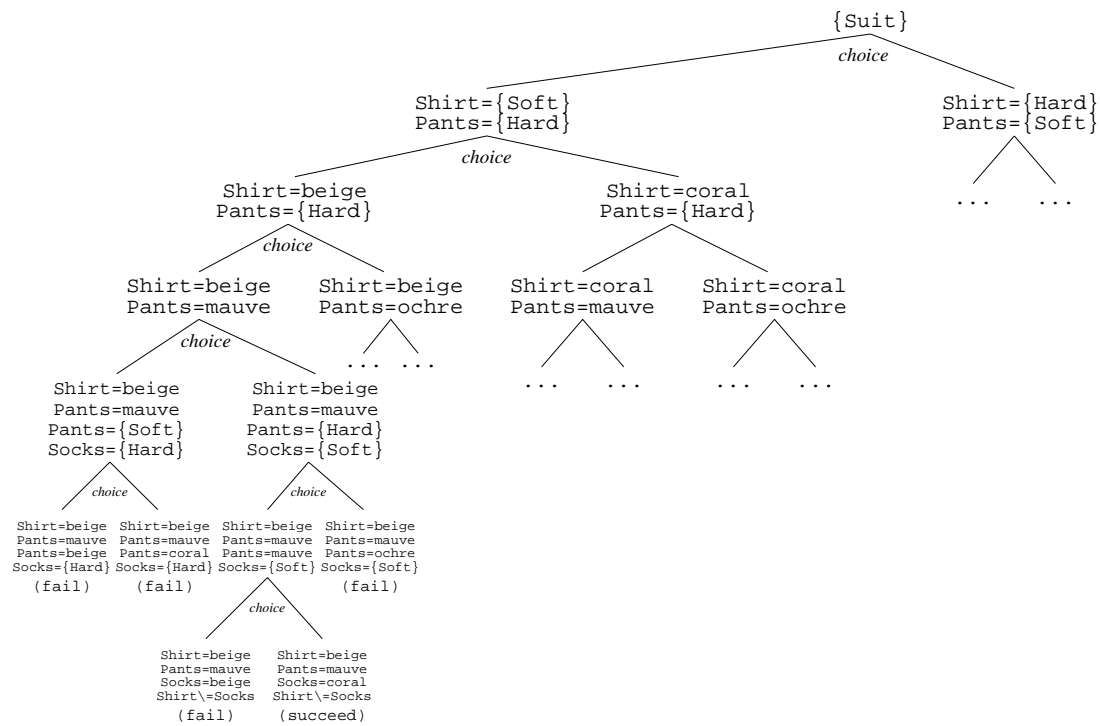 {Suit}
choice
Shirt={Soft}
Pants={Hard}
Shirt={Hard}
Pants={Soft}
choice
Shirt=beige
Pants={Hard}
Shirt=coral
Pants={Hard}
... ...
choice
Shirt=beige
Pants=mauve
Shirt=beige
Pants=ochre
Shirt=coral
Pants=mauve
Shirt=coral
Pants=ochre
choice
... ...
... ...
... ...
Shirt=beige
Pants=mauve
Pants={Soft}
Socks={Hard}
Shirt=beige
Pants=mauve
Pants={Hard}
Socks={Soft}
choice
choice
Shirt=beige
Pants=mauve
Pants=beige
Socks={Hard}
(fail)
Shirt=beige
Pants=mauve
Pants=coral
Socks={Hard}
(fail)
Shirt=beige
Pants=mauve
Pants=mauve
Socks={Soft}
Shirt=beige
Pants=mauve
Pants=ochre
Socks={Soft}
(fail)
choice
Shirt=beige
Pants=mauve
Socks=beige
Shirt\=Socks
(fail)
Shirt=beige
Pants=mauve
Socks=coral
Shirt\=Socks
(succeed)